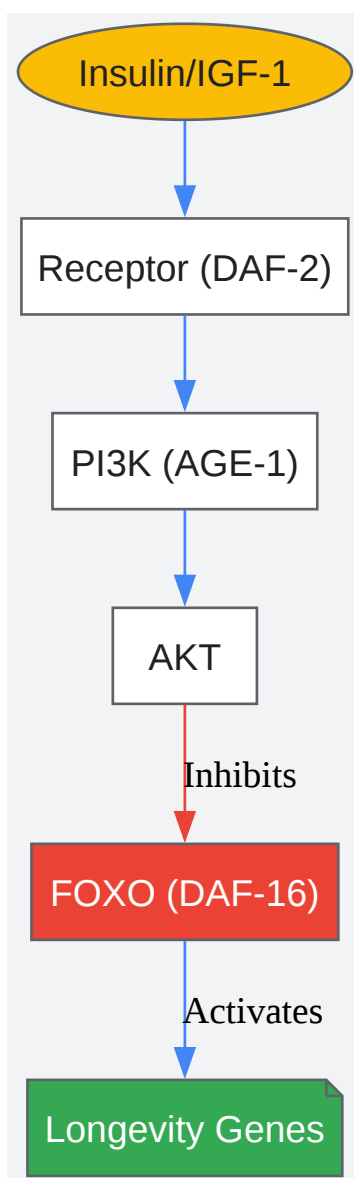 Insulin/IGF-1
Receptor (DAF-2)
PI3K (AGE-1)
AKT
Inhibits
FOXO (DAF-16)
Activates
Longevity Genes